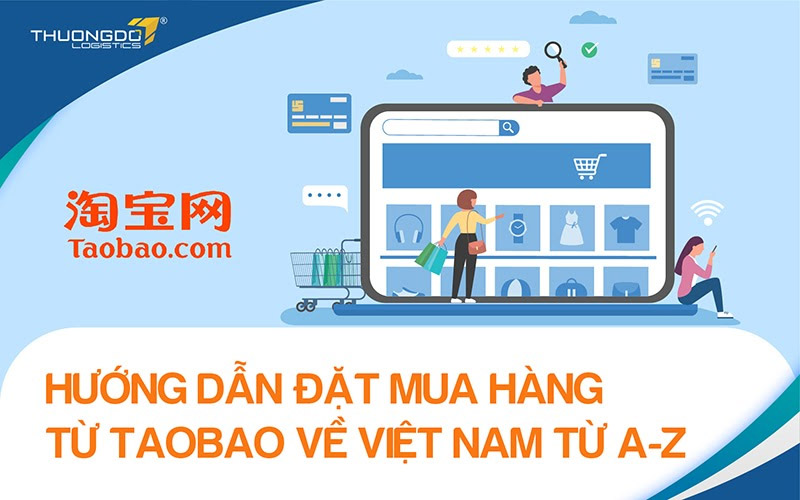 THUONGDO
LOGISTICS
®
淘宝网
Taobao.com
HƯỚNG DẪN ĐẶT MUA HÀNG
TỪ TAOBAO VỀ VIỆT NAM TỪ A-Z